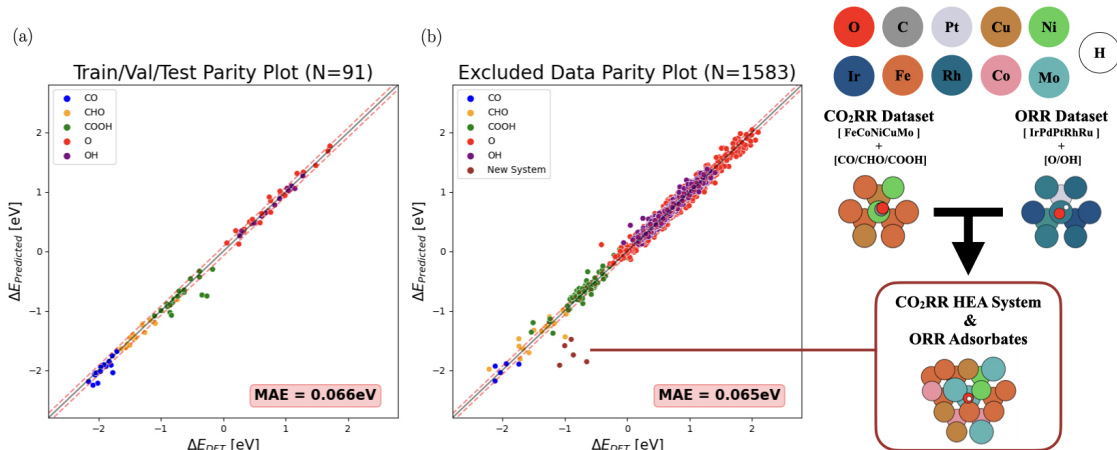 (a)
Train/Val/Test Parity Plot (N=91)
CO
CHO
COOH
O
OH
2
1
0
−1
−2
ΔE_Predicted [eV]
MAE = 0.066eV
−2 −1 0 1 2
ΔE_DFT [eV]
(b)
Excluded Data Parity Plot (N=1583)
CO
CHO
COOH
O
OH
New System
2
1
0
−1
−2
ΔE_Predicted [eV]
MAE = 0.065eV
−2 −1 0 1 2
ΔE_DFT [eV]
O C Pt Cu Ni
H
Ir Fe Rh Co Mo
CO₂RR Dataset
[ FeCoNiCuMo ]
+
[CO/CHO/COOH]
ORR Dataset
[ IrPdPtRhRu ]
+
[O/OH]
CO₂RR HEA System
&
ORR Adsorbates